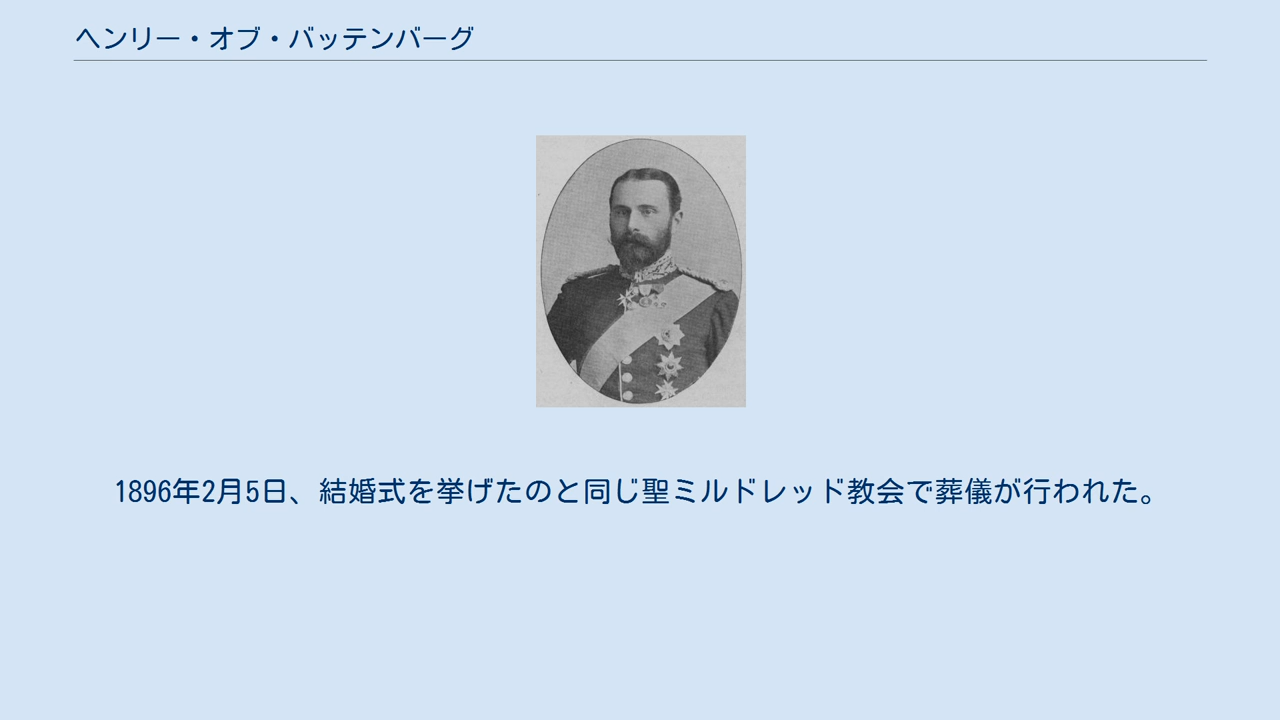 ヘンリー・オブ・バッテンバーグ
1896年2月5日、結婚式を挙げたのと同じ聖ミルドレッド教会で葬儀が行われた。